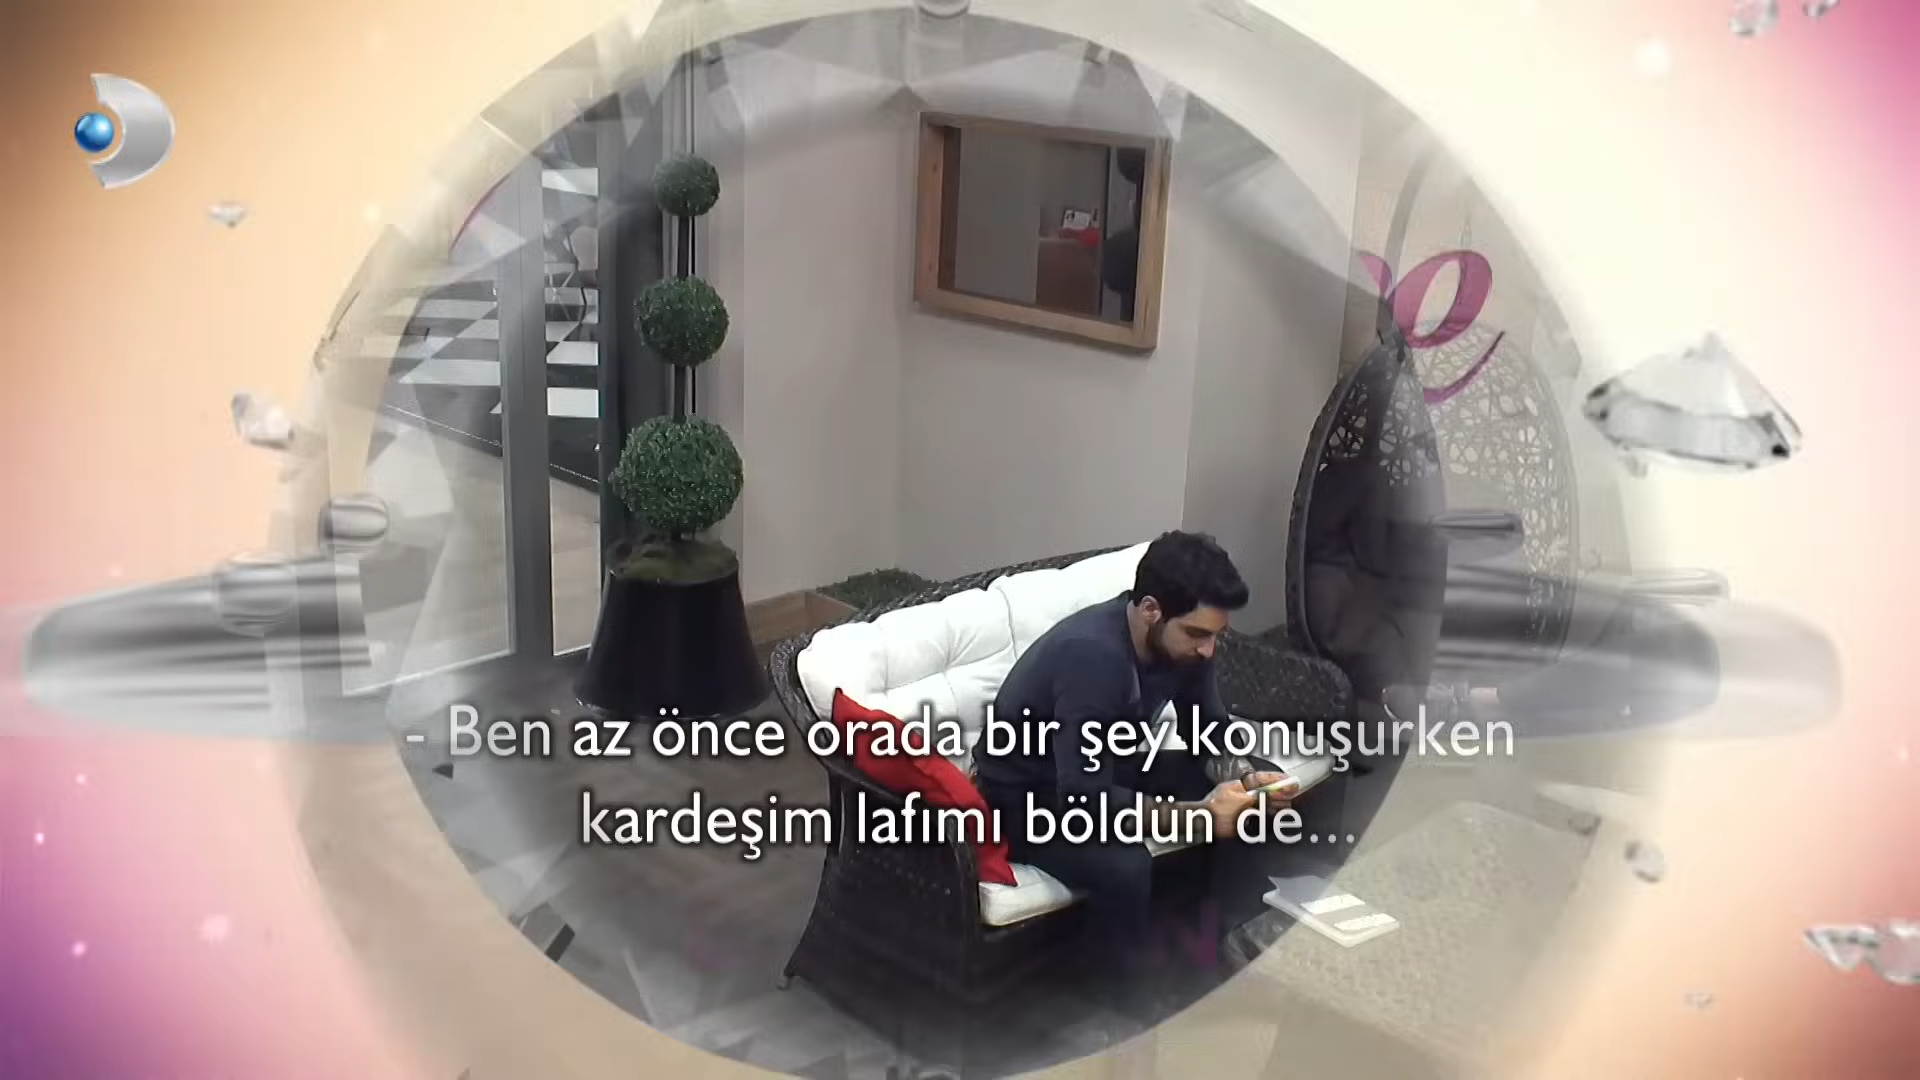 - Ben az önce orada bir şey konuşurken
kardeşim lafımı böldün de...